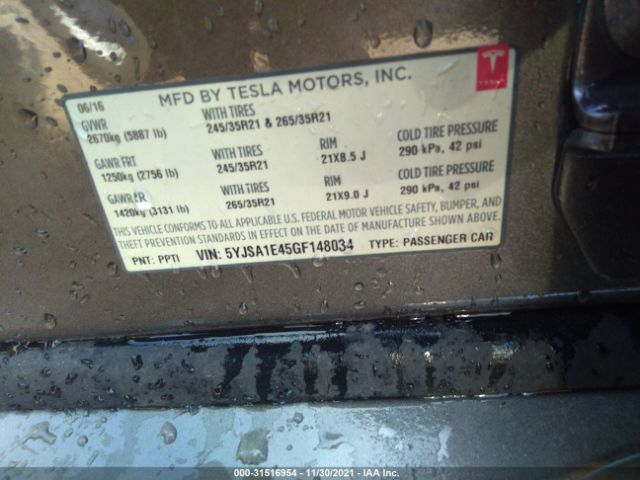 MFD BY TESLA MOTORS, INC.
TESLA
06/16
GVWR WITH TIRES
2670kg (5887 lb) 245/35R21 & 265/35R21
GAWR FRT WITH TIRES RIM COLD TIRE PRESSURE
1250kg (2756 lb) 245/35R21 21X8.5 J 290 kPa, 42 psi
GAWR RR WITH TIRES RIM COLD TIRE PRESSURE
1420kg (3131 lb) 265/35R21 21X9.0 J 290 kPa, 42 psi
THIS VEHICLE CONFORMS TO ALL APPLICABLE U.S. FEDERAL MOTOR VEHICLE SAFETY, BUMPER, AND
THEFT PREVENTION STANDARDS IN EFFECT ON THE DATE OF MANUFACTURE SHOWN ABOVE.
PNT: PPTI VIN: 5YJSA1E45GF148034 TYPE: PASSENGER CAR
000-31516954 - 11/30/2021 - IAA Inc.